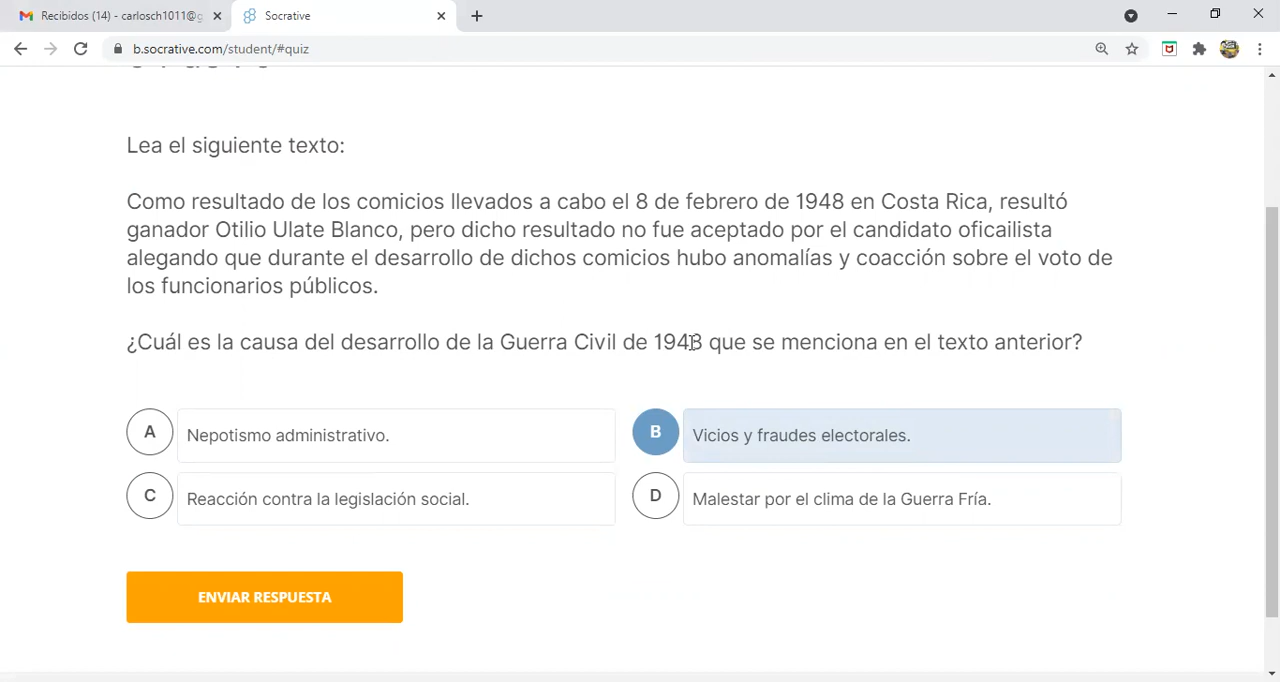 Recibidos (14) - carlosch1011@g
Socrative
b.socrative.com/student/#quiz
Lea el siguiente texto:
Como resultado de los comicios llevados a cabo el 8 de febrero de 1948 en Costa Rica, resultó
ganador Otilio Ulate Blanco, pero dicho resultado no fue aceptado por el candidato oficailista
alegando que durante el desarrollo de dichos comicios hubo anomalías y coacción sobre el voto de
los funcionarios públicos.
¿Cuál es la causa del desarrollo de la Guerra Civil de 1948 que se menciona en el texto anterior?
A Nepotismo administrativo.
B Vicios y fraudes electorales.
C Reacción contra la legislación social.
D Malestar por el clima de la Guerra Fría.
ENVIAR RESPUESTA